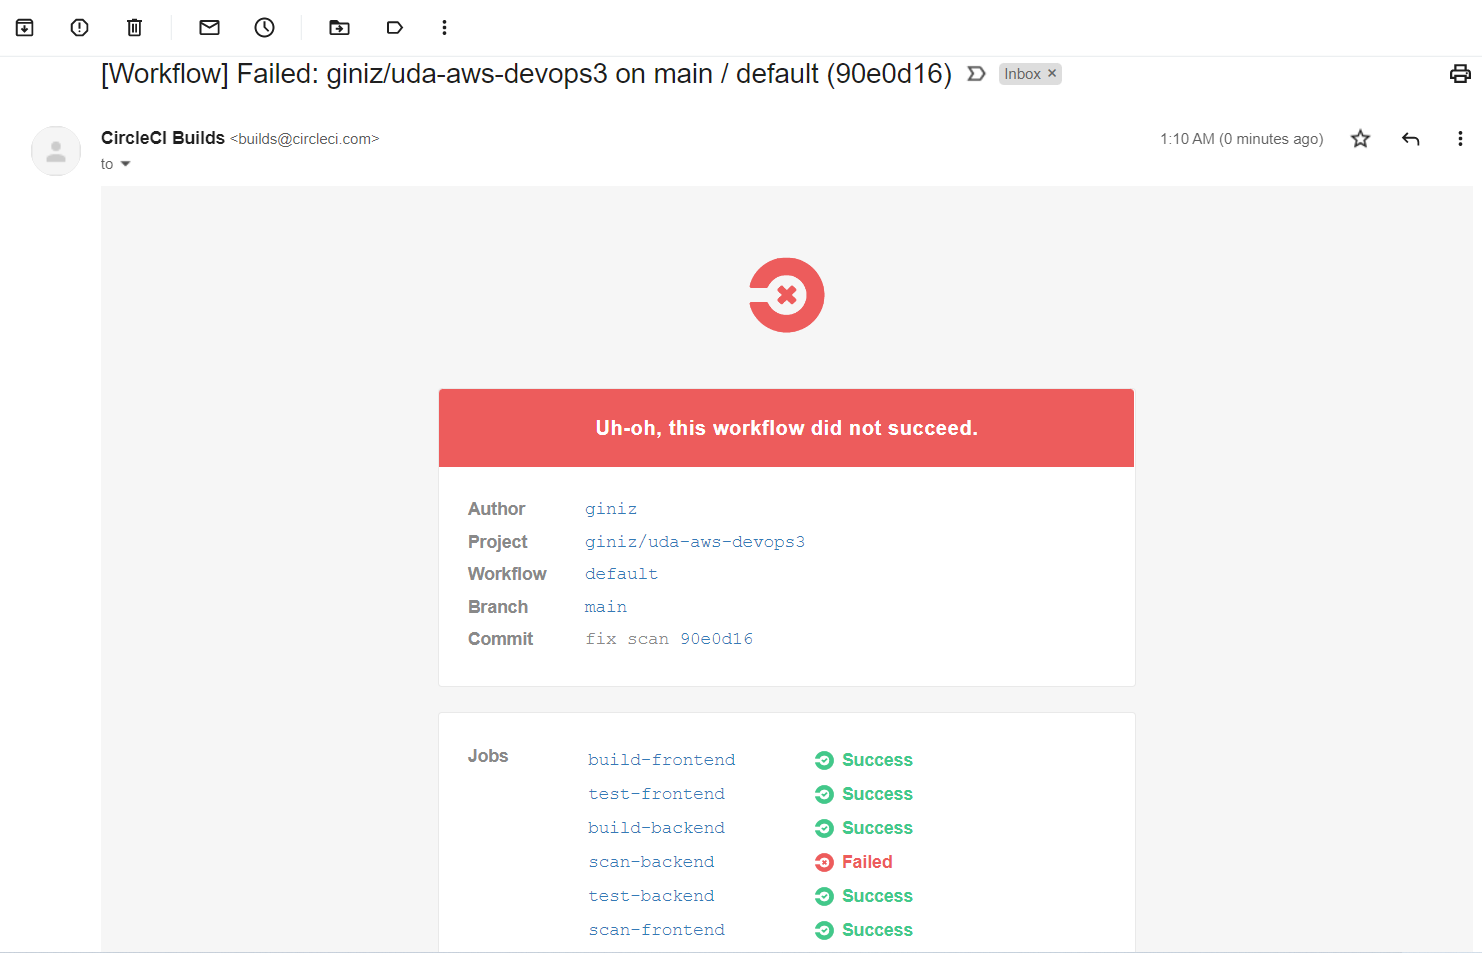 [Workflow] Failed: giniz/uda-aws-devops3 on main / default (90e0d16) Inbox ×
CircleCI Builds <builds@circleci.com> 1:10 AM (0 minutes ago)
to
Uh-oh, this workflow did not succeed.
Author giniz
Project giniz/uda-aws-devops3
Workflow default
Branch main
Commit fix scan 90e0d16
Jobs build-frontend Success
test-frontend Success
build-backend Success
scan-backend Failed
test-backend Success
scan-frontend Success